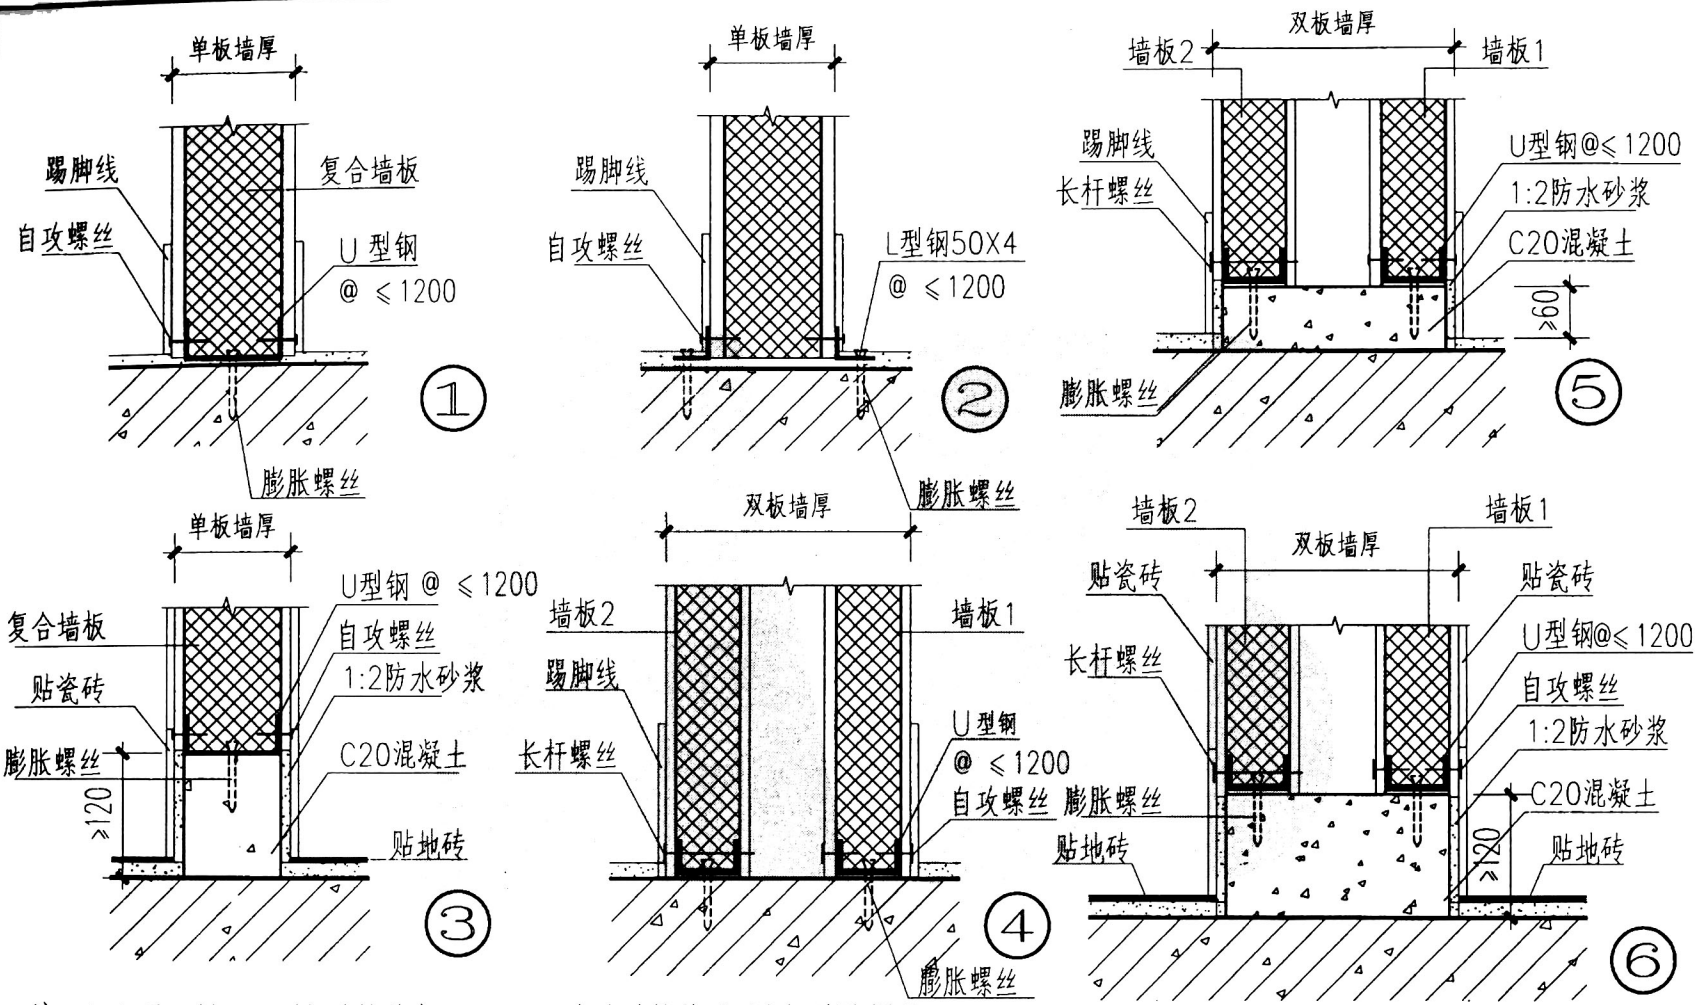 单板墙厚
踢脚线
复合墙板
自攻螺丝
U型钢
@ ≤1200
膨胀螺丝
1
单板墙厚
踢脚线
自攻螺丝
L型钢50X4
@ ≤1200
膨胀螺丝
2
双板墙厚
墙板2
墙板1
踢脚线
长杆螺丝
U型钢@≤1200
1:2防水砂浆
C20混凝土
≥60
膨胀螺丝
5
单板墙厚
U型钢 @ ≤1200
复合墙板
自攻螺丝
贴瓷砖
1:2防水砂浆
膨胀螺丝
C20混凝土
≥120
贴地砖
3
双板墙厚
墙板2
墙板1
踢脚线
长杆螺丝
U型钢
@ ≤1200
自攻螺丝
膨胀螺丝
4
墙板2
墙板1
双板墙厚
贴瓷砖
贴瓷砖
长杆螺丝
U型钢@≤1200
自攻螺丝
1:2防水砂浆
膨胀螺丝
C20混凝土
贴地砖
≥120
贴地砖
6